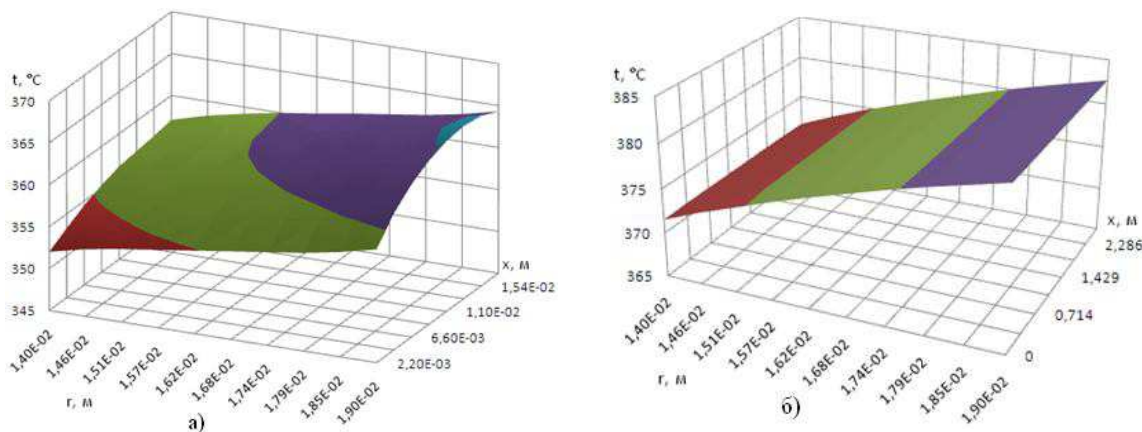 t, °C
370
365
360
355
350
345
1,40E-02
1,46E-02
1,51E-02
1,57E-02
1,62E-02
1,68E-02
1,74E-02
1,79E-02
1,85E-02
1,90E-02
r, м
x, м
1,54E-02
1,10E-02
6,60E-03
2,20E-03
а)
t, °C
385
380
375
370
365
1,40E-02
1,46E-02
1,51E-02
1,57E-02
1,62E-02
1,68E-02
1,74E-02
1,79E-02
1,85E-02
1,90E-02
r, м
x, м
2,286
1,429
0,714
0
б)